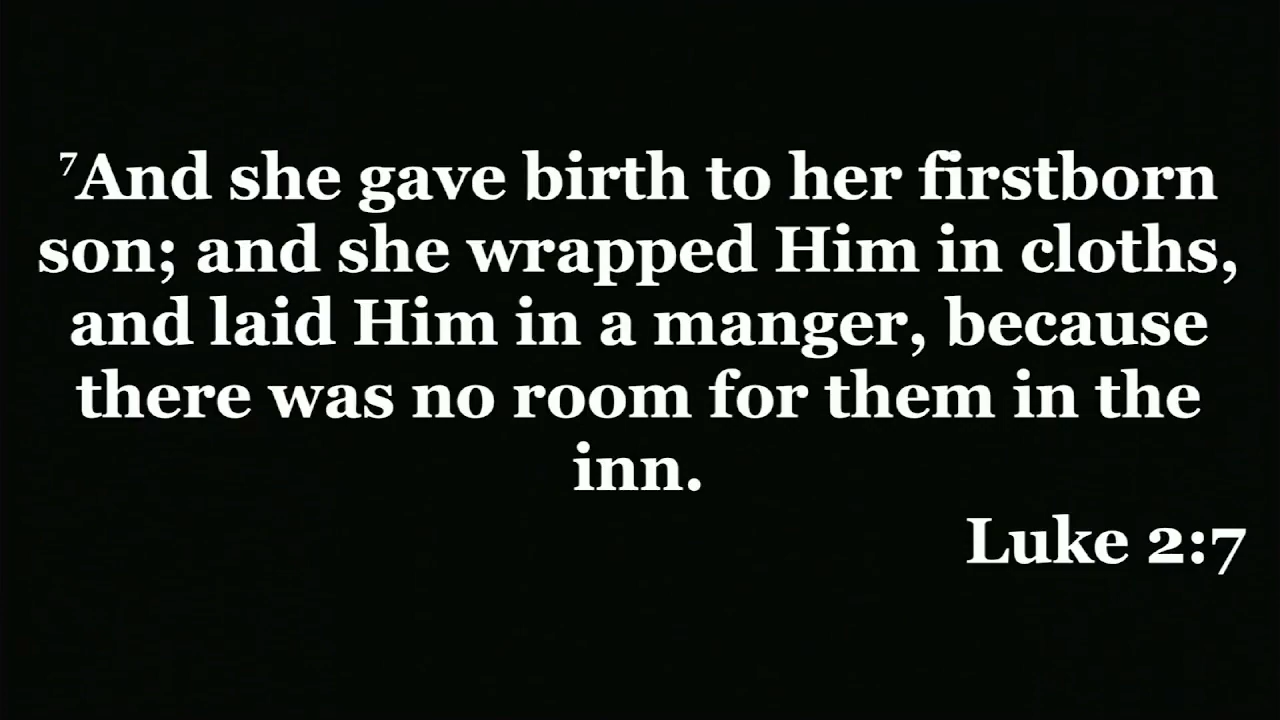 ⁷And she gave birth to her firstborn
son; and she wrapped Him in cloths,
and laid Him in a manger, because
there was no room for them in the
inn.
Luke 2:7